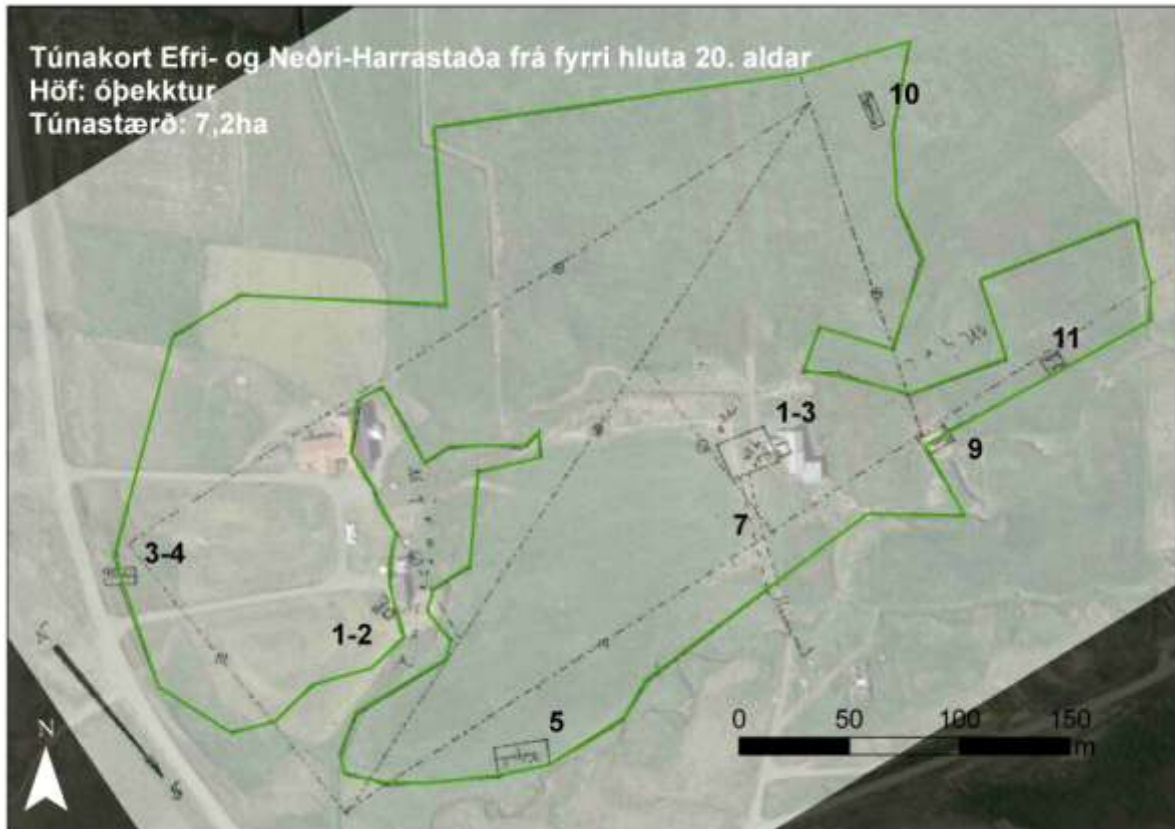 Túnakort Efri- og Neðri-Harrastaða frá fyrri hluta 20. aldar
Höf: óþekktur
Túnastærð: 7,2ha
10
11
1-3
9
7
3-4
1-2
5
0 50 100 150
m
N